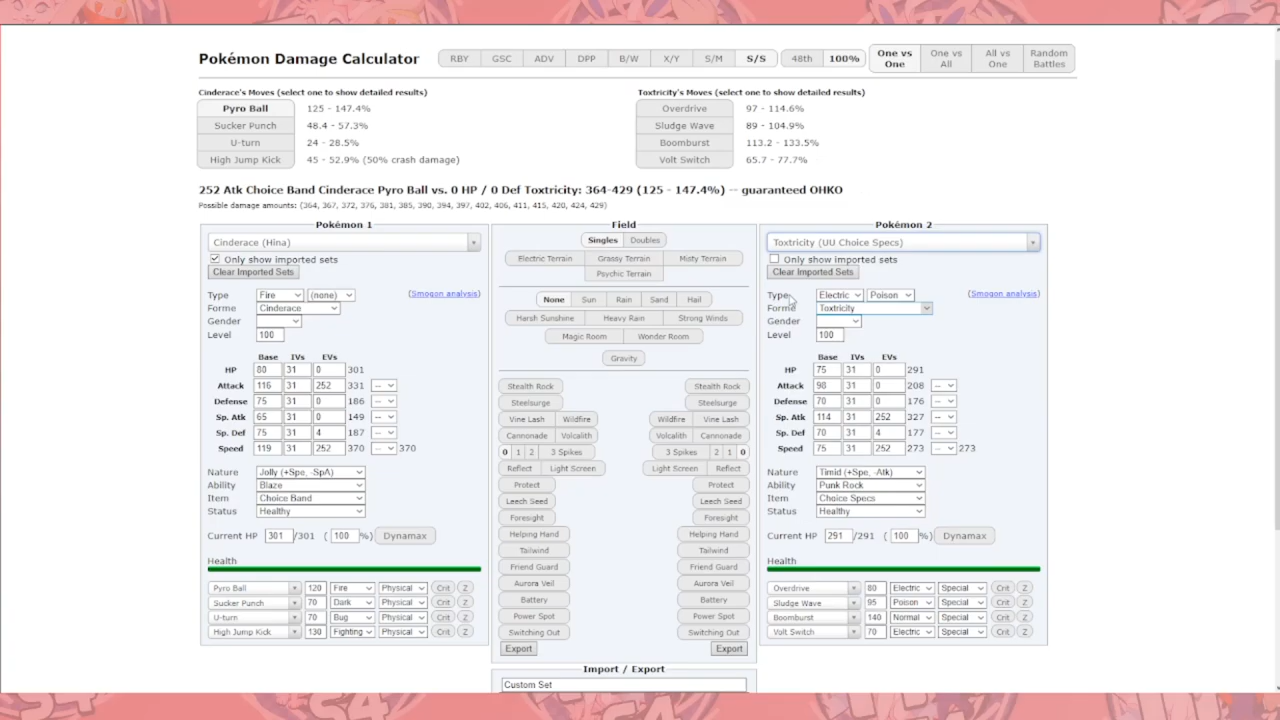 Pokémon Damage Calculator RBY GSC ADV DPP B/W X/Y S/M S/S 48th 100% One vs One One vs All All vs One Random Battles
Cinderace's Moves (select one to show detailed results)
Pyro Ball 125 - 147.4%
Sucker Punch 48.4 - 57.3%
U-turn 24 - 28.5%
High Jump Kick 45 - 52.9% (50% crash damage)
Toxtricity's Moves (select one to show detailed results)
Overdrive 97 - 114.6%
Sludge Wave 89 - 104.9%
Boomburst 113.2 - 133.5%
Volt Switch 65.7 - 77.7%
252 Atk Choice Band Cinderace Pyro Ball vs. 0 HP / 0 Def Toxtricity: 364-429 (125 - 147.4%) -- guaranteed OHKO
Possible damage amounts: (364, 367, 372, 376, 381, 385, 390, 394, 397, 402, 406, 411, 415, 420, 424, 429)
Pokémon 1
Cinderace (Hina)
Only show imported sets
Clear Imported Sets
Type Fire (none) (Smogon analysis)
Forme Cinderace
Gender
Level 100
Base IVs EVs
HP 80 31 0 301
Attack 116 31 252 331 --
Defense 75 31 0 186 --
Sp. Atk 65 31 0 149 --
Sp. Def 75 31 4 187 --
Speed 119 31 252 370 -- 370
Nature Jolly (+Spe, -SpA)
Ability Blaze
Item Choice Band
Status Healthy
Current HP 301 /301 ( 100 %) Dynamax
Health
Pyro Ball 120 Fire Physical Crit Z
Sucker Punch 70 Dark Physical Crit Z
U-turn 70 Bug Physical Crit Z
High Jump Kick 130 Fighting Physical Crit Z
Field
Singles Doubles
Electric Terrain Grassy Terrain Misty Terrain
Psychic Terrain
None Sun Rain Sand Hail
Harsh Sunshine Heavy Rain Strong Winds
Magic Room Wonder Room
Gravity
Stealth Rock Stealth Rock
Steelsurge Steelsurge
Vine Lash Wildfire Wildfire Vine Lash
Cannonade Volcalith Volcalith Cannonade
0 1 2 3 Spikes 3 Spikes 2 1 0
Reflect Light Screen Light Screen Reflect
Protect Protect
Leech Seed Leech Seed
Foresight Foresight
Helping Hand Helping Hand
Tailwind Tailwind
Friend Guard Friend Guard
Aurora Veil Aurora Veil
Battery Battery
Power Spot Power Spot
Switching Out Switching Out
Export Export
Import / Export
Custom Set
Pokémon 2
Toxtricity (UU Choice Specs)
Only show imported sets
Clear Imported Sets
Type Electric Poison (Smogon analysis)
Forme Toxtricity
Gender
Level 100
Base IVs EVs
HP 75 31 0 291
Attack 98 31 0 208 --
Defense 70 31 0 176 --
Sp. Atk 114 31 252 327 --
Sp. Def 70 31 4 177 --
Speed 75 31 252 273 -- 273
Nature Timid (+Spe, -Atk)
Ability Punk Rock
Item Choice Specs
Status Healthy
Current HP 291 /291 ( 100 %) Dynamax
Health
Overdrive 80 Electric Special Crit Z
Sludge Wave 95 Poison Special Crit Z
Boomburst 140 Normal Special Crit Z
Volt Switch 70 Electric Special Crit Z